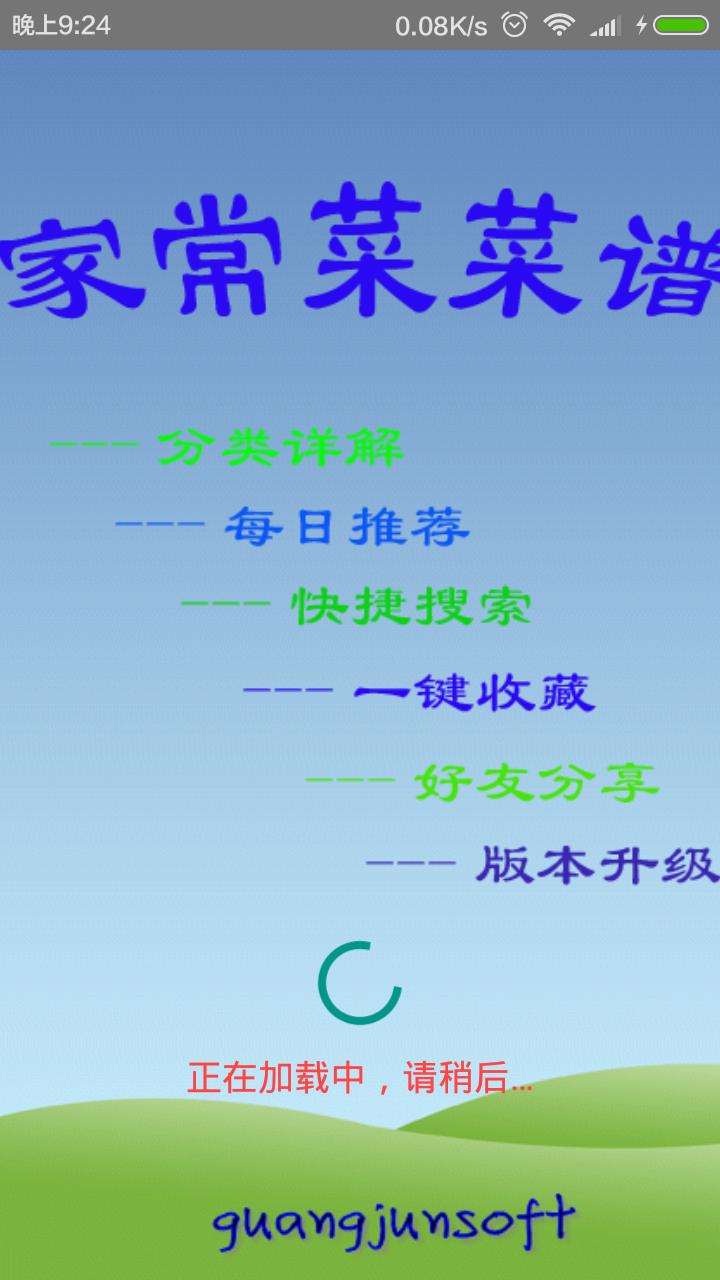 晚上9:24 0.08K/s
家常菜菜谱
--- 分类详解
--- 每日推荐
--- 快捷搜索
--- 一键收藏
--- 好友分享
--- 版本升级
正在加载中，请稍后...
guangjunsoft